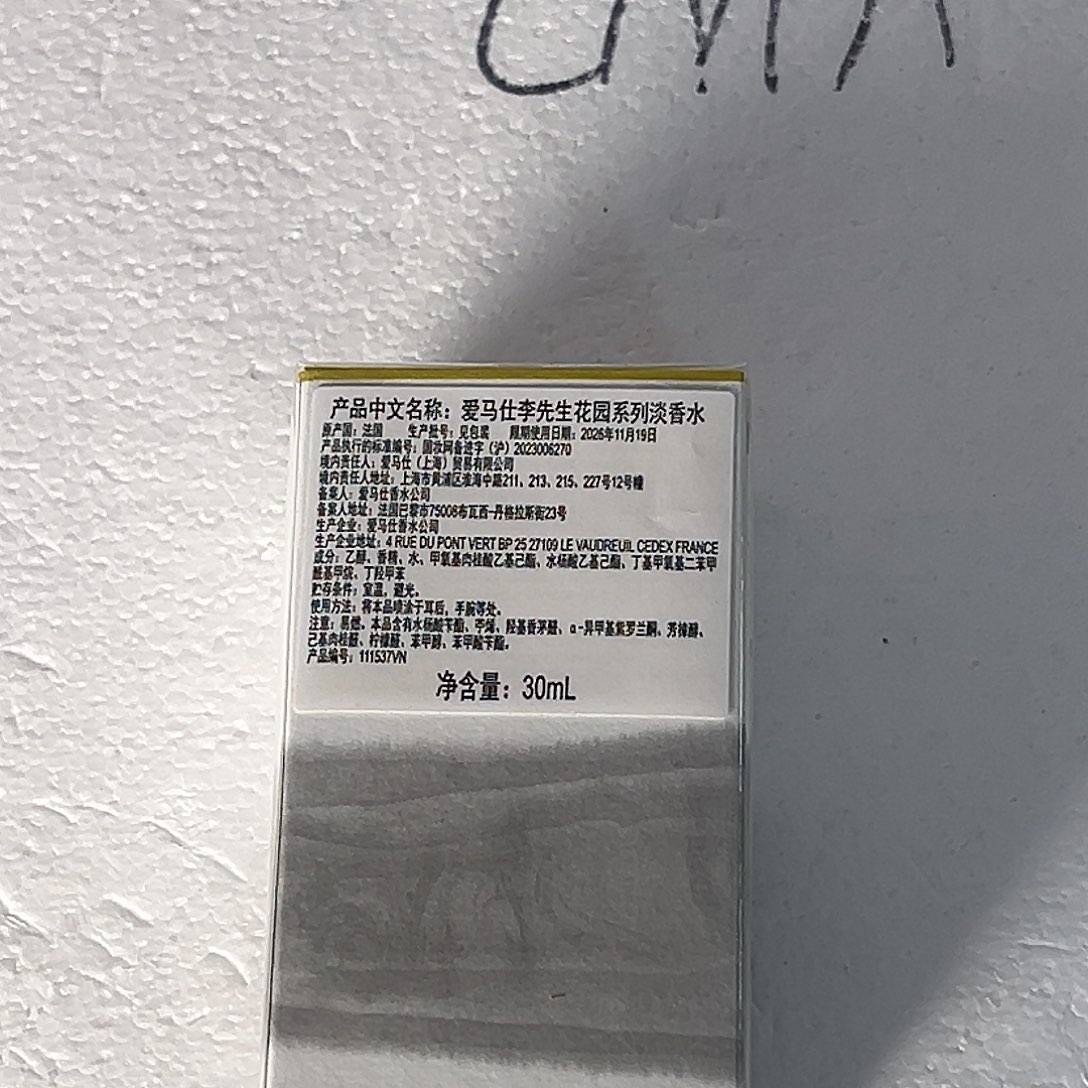 产品中文名称：爱马仕李先生花园系列淡香水
原产国：法国 生产批号：见包装 限期使用日期：2026年11月19日
产品执行的标准编号：国妆网备进字（沪）2023006270
境内责任人：爱马仕（上海）贸易有限公司
境内责任人地址：上海市黄浦区淮海中路211、213、215、227号12号幢
备案人：爱马仕香水公司
备案人地址：法国巴黎市75008布瓦西-丹格拉斯街23号
生产企业：爱马仕香水公司
生产企业地址：4 RUE DU PONT VERT BP 25 27109 LE VAUDREUIL CEDEX FRANCE
成分：乙醇、香精、水、甲氧基肉桂酸乙基己酯、水杨酸乙基己酯、丁基甲氧基二苯甲
酰基甲烷、丁羟甲苯
贮存条件：室温，避光。
使用方法：将本品喷涂于耳后，手腕等处。
注意：易燃。本品含有水杨酸苄酯、苧烯、羟基香茅醛、α-异甲基紫罗兰酮、芳樟醇、
己基肉桂醛、柠檬醛、苯甲醇、苯甲酸苄酯。
产品编号：111537VN
净含量：30mL